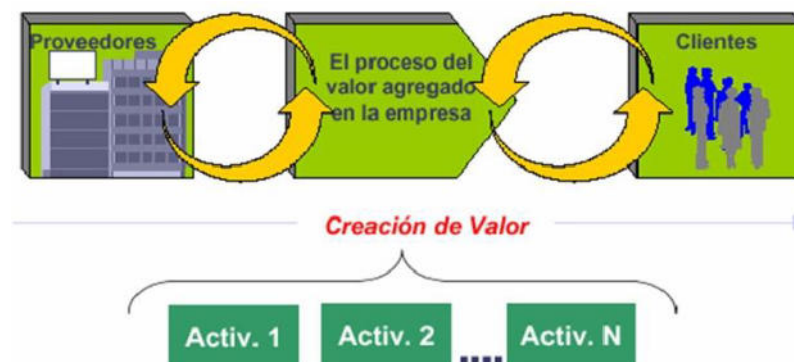 Proveedores
El proceso del
valor agregado
en la empresa
Clientes
Creación de Valor
Activ. 1
Activ. 2
....
Activ. N